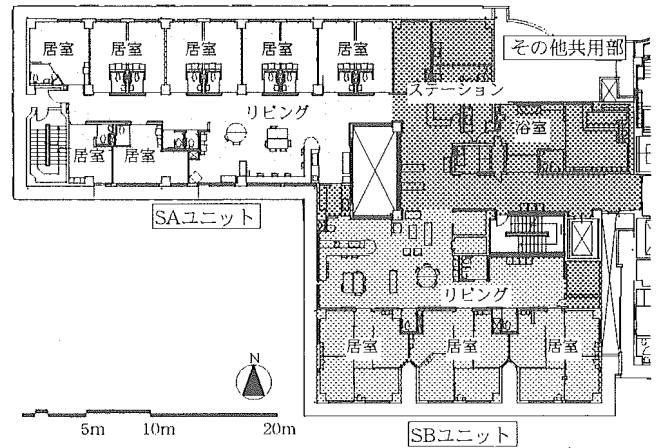 居室 居室 居室 居室 居室
その他共用部
ステーション
リビング
浴室
居室 居室
SAユニット
リビング
居室 居室 居室
N
5m 10m 20m
SBユニット